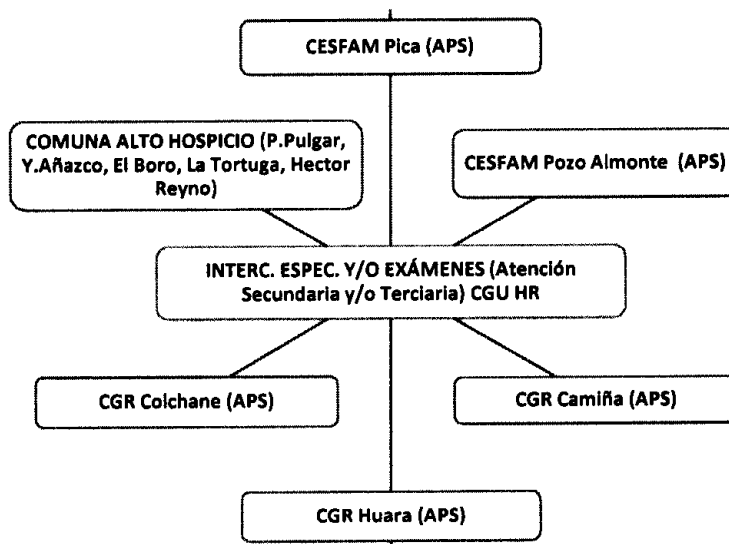 CESFAM Pica (APS)
COMUNA ALTO HOSPICIO (P.Pulgar,
Y.Añazco, El Boro, La Tortuga, Hector
Reyno)
CESFAM Pozo Almonte (APS)
INTERC. ESPEC. Y/O EXÁMENES (Atención
Secundaria y/o Terciaria) CGU HR
CGR Colchane (APS)
CGR Camiña (APS)
CGR Huara (APS)